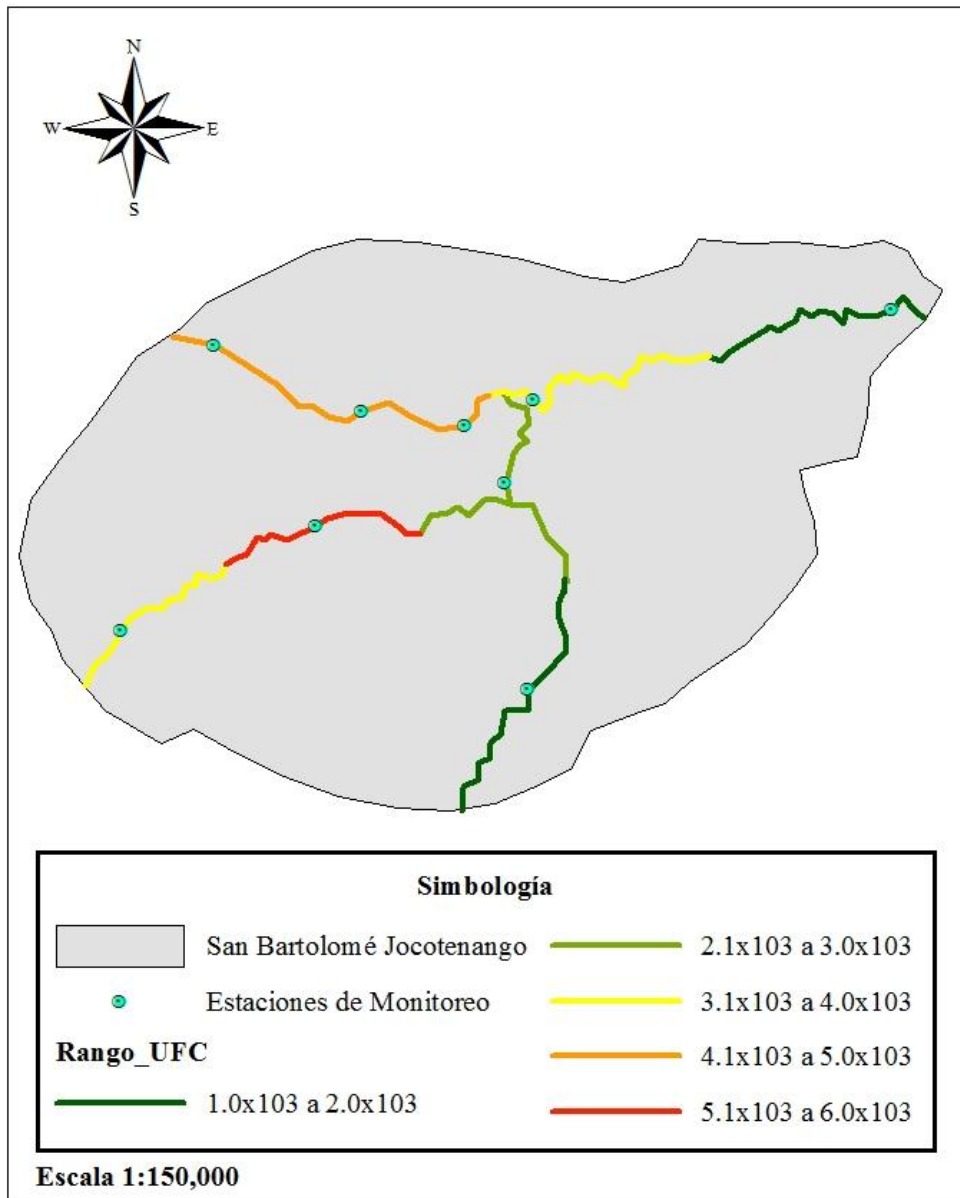 N
W
E
S
Simbología
San Bartolomé Jocotenango
Estaciones de Monitoreo
Rango_UFC
1.0x103 a 2.0x103
2.1x103 a 3.0x103
3.1x103 a 4.0x103
4.1x103 a 5.0x103
5.1x103 a 6.0x103
Escala 1:150,000